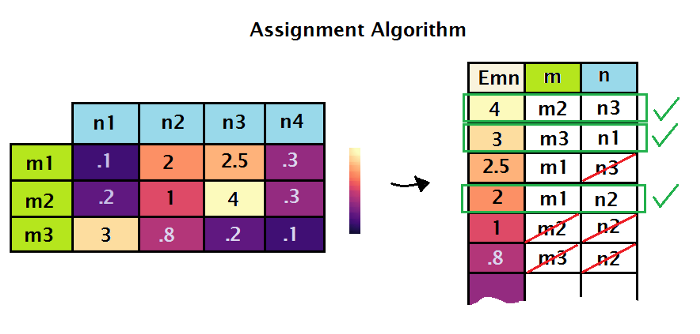 Assignment Algorithm
n1 n2 n3 n4
m1 .1 2 2.5 .3
m2 .2 1 4 .3
m3 3 .8 .2 .1
Emn m n
4 m2 n3
3 m3 n1
2.5 m1 n3
2 m1 n2
1 m2 n2
.8 m3 n2